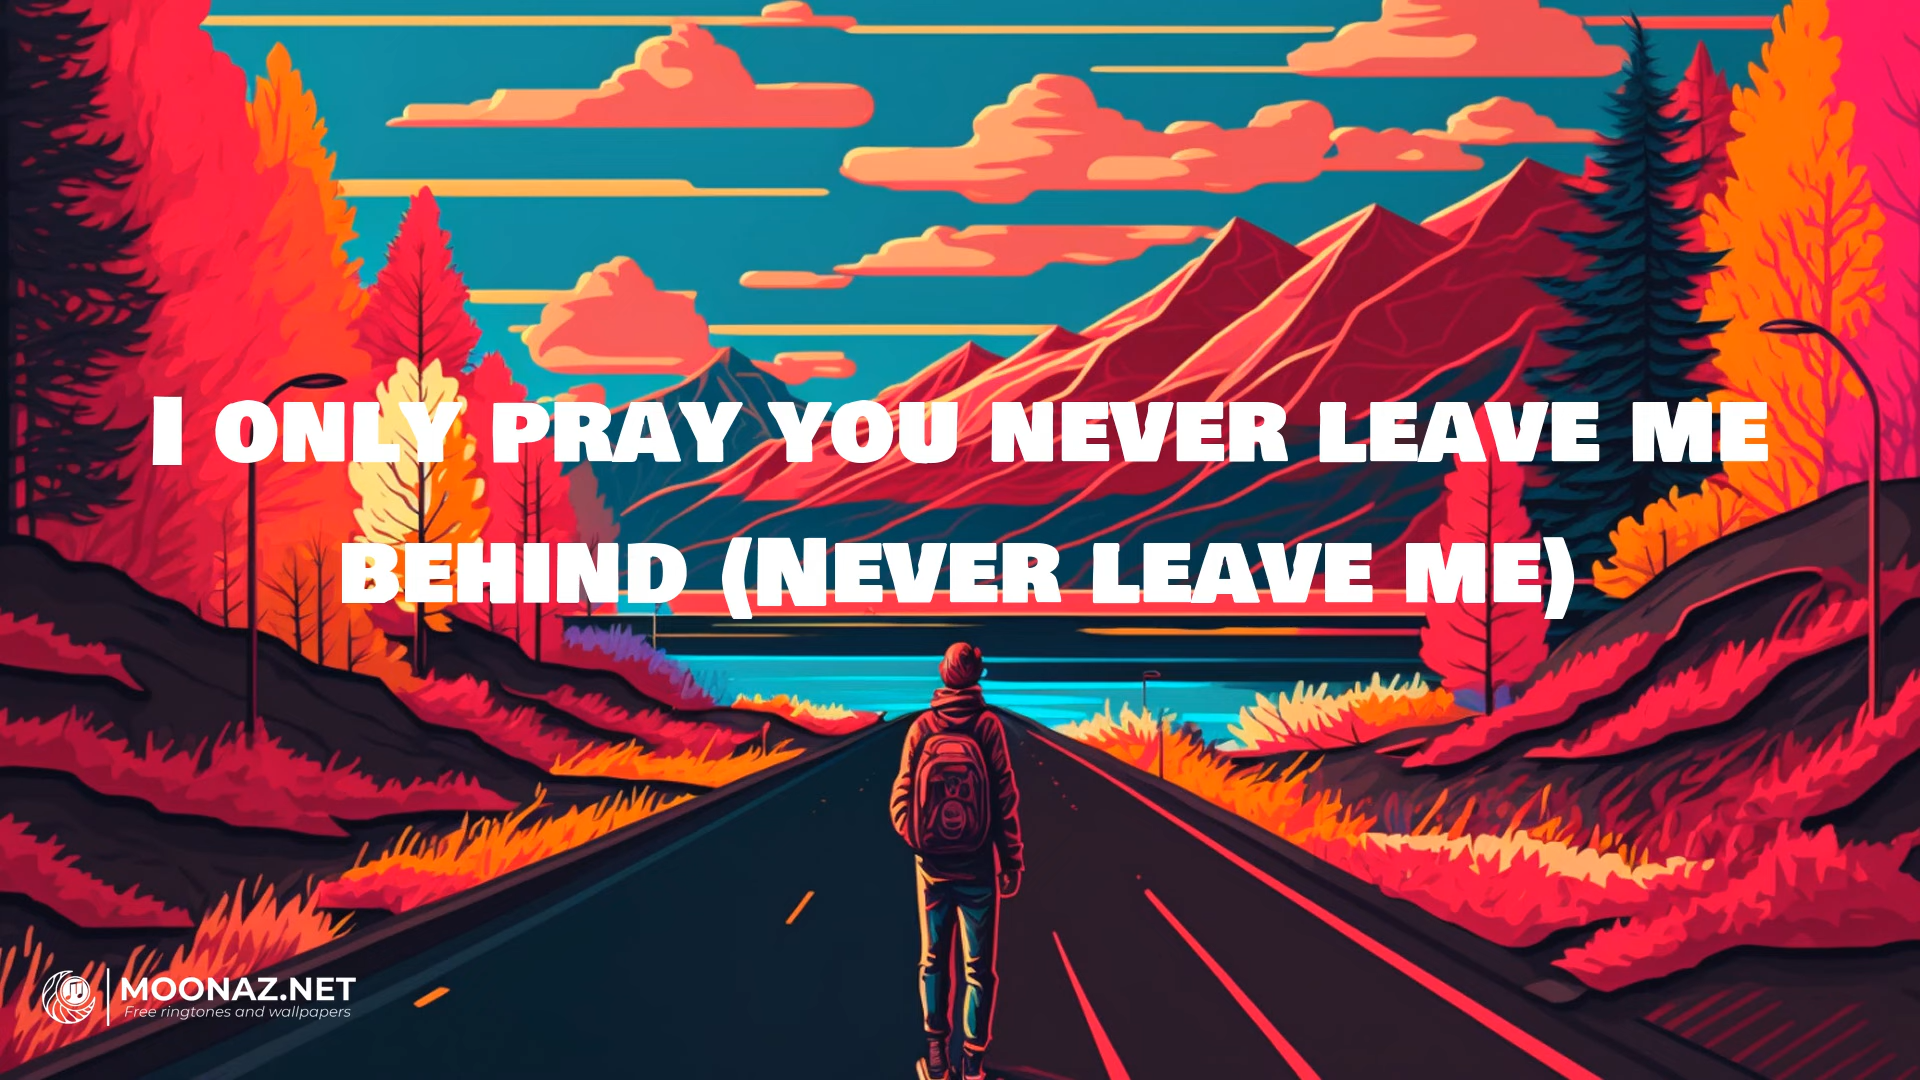 I only pray you never leave me
behind (Never leave me)
MOONAZ.NET
Free ringtones and wallpapers